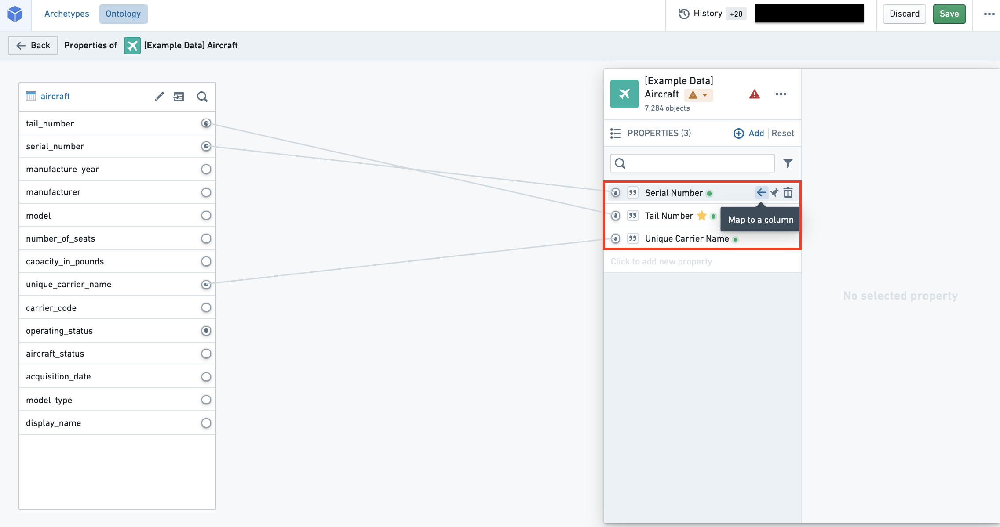 Archetypes
Ontology
History +20
Discard
Save
Back
Properties of [Example Data] Aircraft
aircraft
tail_number
serial_number
manufacture_year
manufacturer
model
number_of_seats
capacity_in_pounds
unique_carrier_name
carrier_code
operating_status
aircraft_status
acquisition_date
model_type
display_name
[Example Data]
Aircraft
7,284 objects
PROPERTIES (3)
Add
Reset
Serial Number
Tail Number
Map to a column
Unique Carrier Name
Click to add new property
No selected property